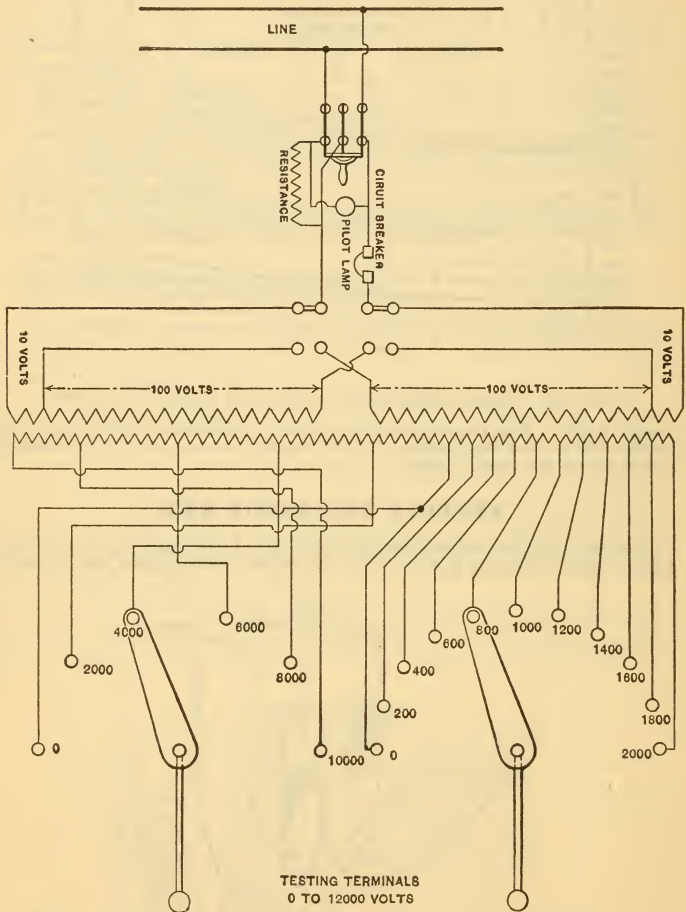 LINE
RESISTANCE
CIRUIT BREAKER
PILOT LAMP
10 VOLTS
10 VOLTS
100 VOLTS
100 VOLTS
4000
6000
800
1000
1200
600
1400
2000
8000
400
1600
200
1800
0
10000
0
2000
TESTING TERMINALS
0 TO 12000 VOLTS